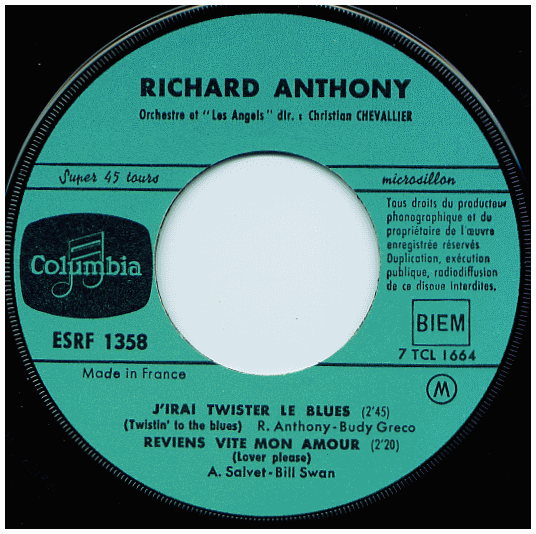 RICHARD ANTHONY
Orchestre et "Les Angels" dir. : Christian CHEVALLIER
Super 45 tours
microsillon
Tous droits du producteur
phonographique et du
propriétaire de l'œuvre
enregistrée réservés
Duplication, exécution
publique, radiodiffusion
de ce disque interdites.
Columbia
ESRF 1358
BIEM
7 TCL 1664
Made in France
M
J'IRAI TWISTER LE BLUES (2'45)
(Twistin' to the blues) R. Anthony-Budy Greco
REVIENS VITE MON AMOUR (2'20)
(Lover please)
A. Salvet-Bill Swan